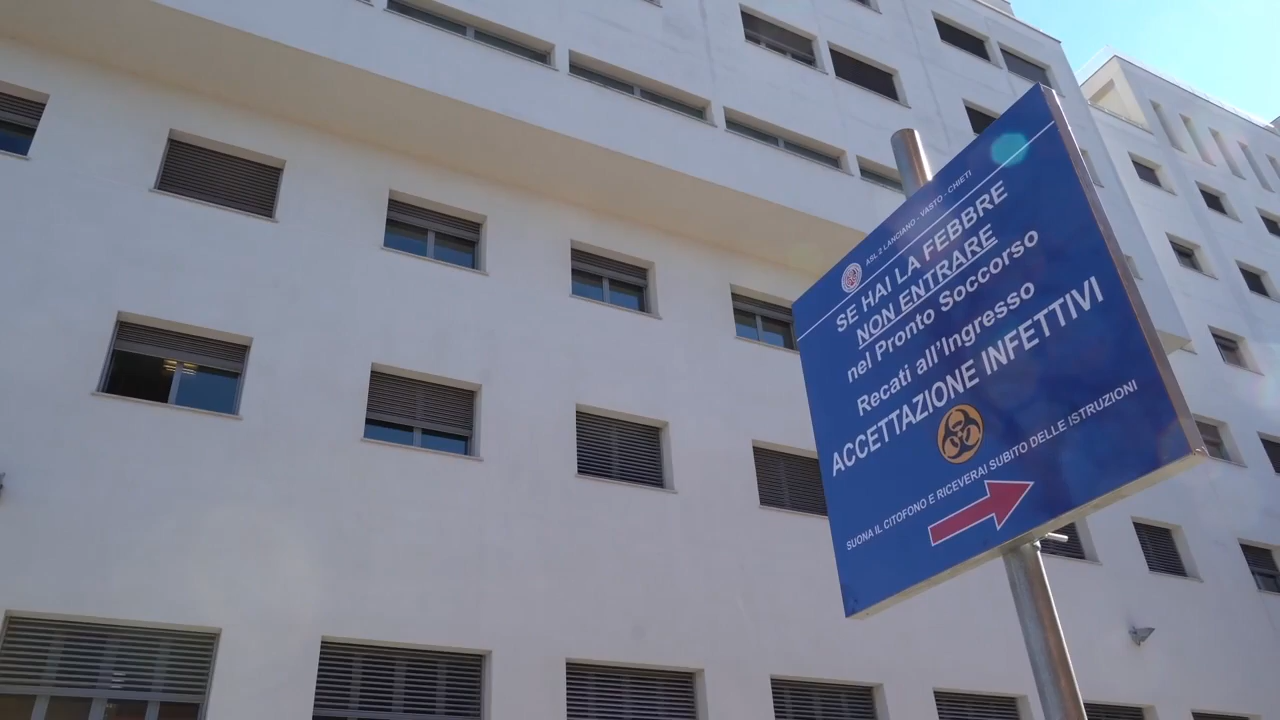 ASL 2 LANCIANO - VASTO - CHIETI
SE HAI LA FEBBRE
NON ENTRARE
nel Pronto Soccorso
Recati all'Ingresso
ACCETTAZIONE INFETTIVI
SUONA IL CITOFONO E RICEVERAI SUBITO DELLE ISTRUZIONI